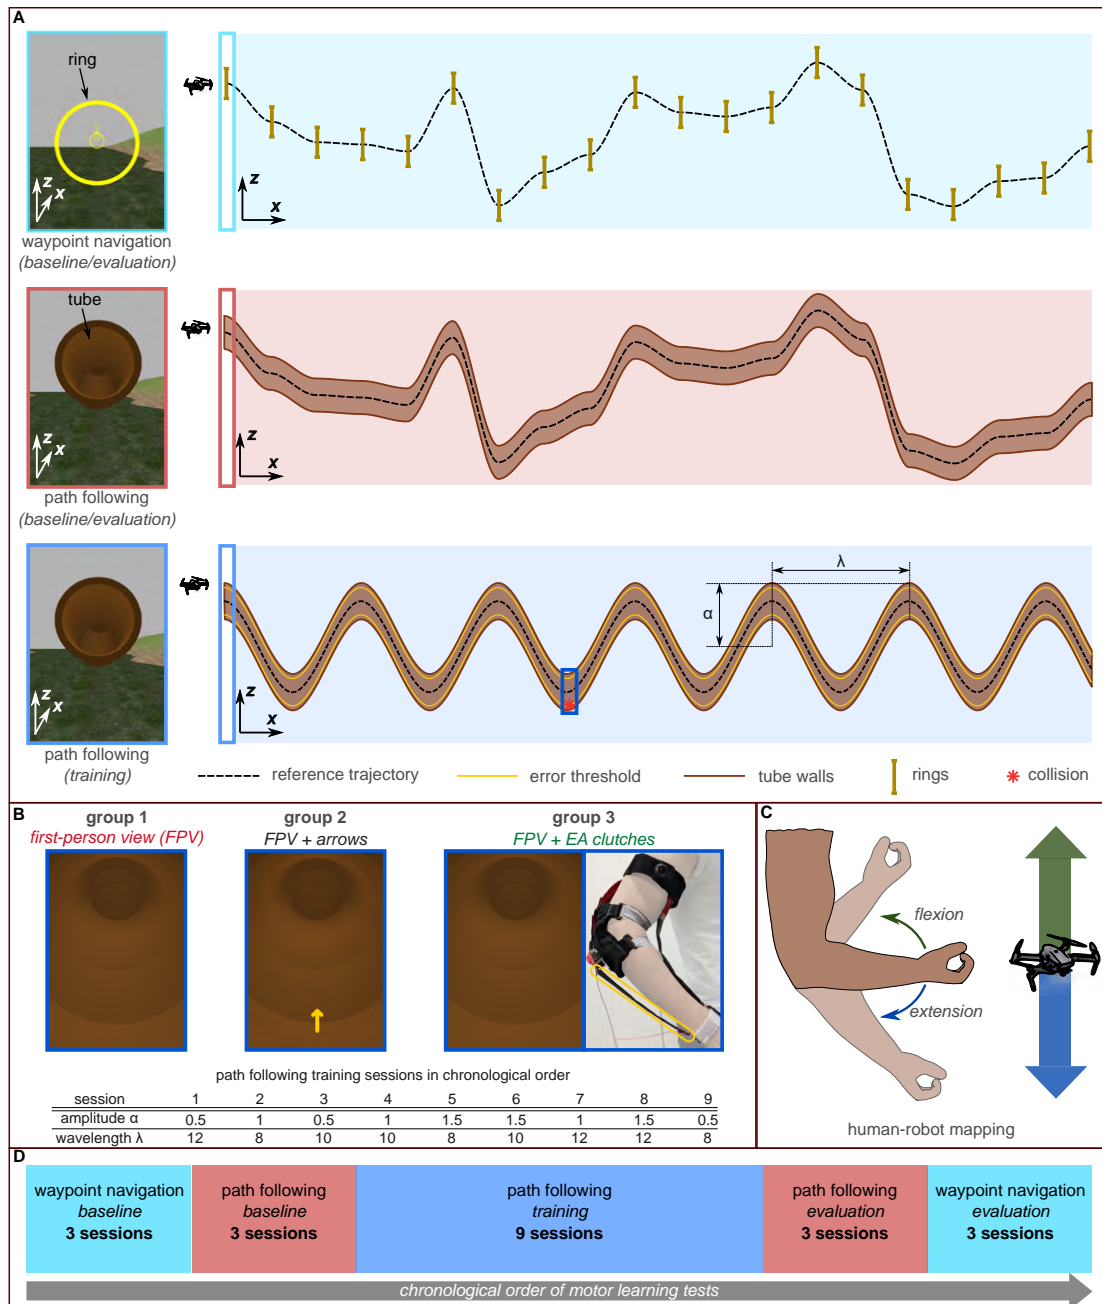 A
ring
z
x
waypoint navigation
(baseline/evaluation)
z
x
tube
z
x
path following
(baseline/evaluation)
z
x
z
x
path following
(training)
z
x
λ
α
reference trajectory
error threshold
tube walls
rings
collision
B
group 1
first-person view (FPV)
group 2
FPV + arrows
group 3
FPV + EA clutches
path following training sessions in chronological order
session 1 2 3 4 5 6 7 8 9
amplitude α 0.5 1 0.5 1 1.5 1.5 1 1.5 0.5
wavelength λ 12 8 10 10 8 10 12 12 8
C
flexion
extension
human-robot mapping
D
waypoint navigation
baseline
3 sessions
path following
baseline
3 sessions
path following
training
9 sessions
path following
evaluation
3 sessions
waypoint navigation
evaluation
3 sessions
chronological order of motor learning tests